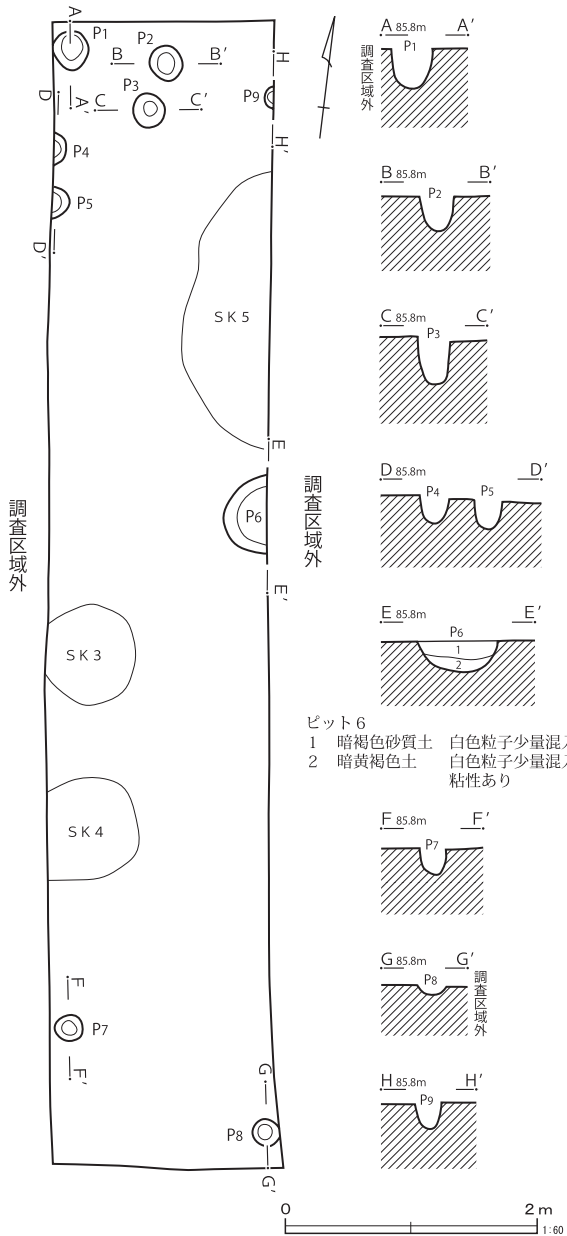 A
P1
P2
B B′
H
P3
D A′ C C′
P9
H′
P4
P5
D′
SK5
E
調査区域外
P6
調査区域外
E′
SK3
SK4
F
P7
F′
G
P8
G′
A 85.8m A′
P1
調査区域外
B 85.8m B′
P2
C 85.8m C′
P3
D 85.8m D′
P4 P5
E 85.8m E′
P6
1
2
ピット6
1 暗褐色砂質土 白色粒子少量混
2 暗黄褐色土 白色粒子少量混
粘性あり
F 85.8m F′
P7
G 85.8m G′
P8
調査区域外
H 85.8m H′
P9
0 2m
1:60